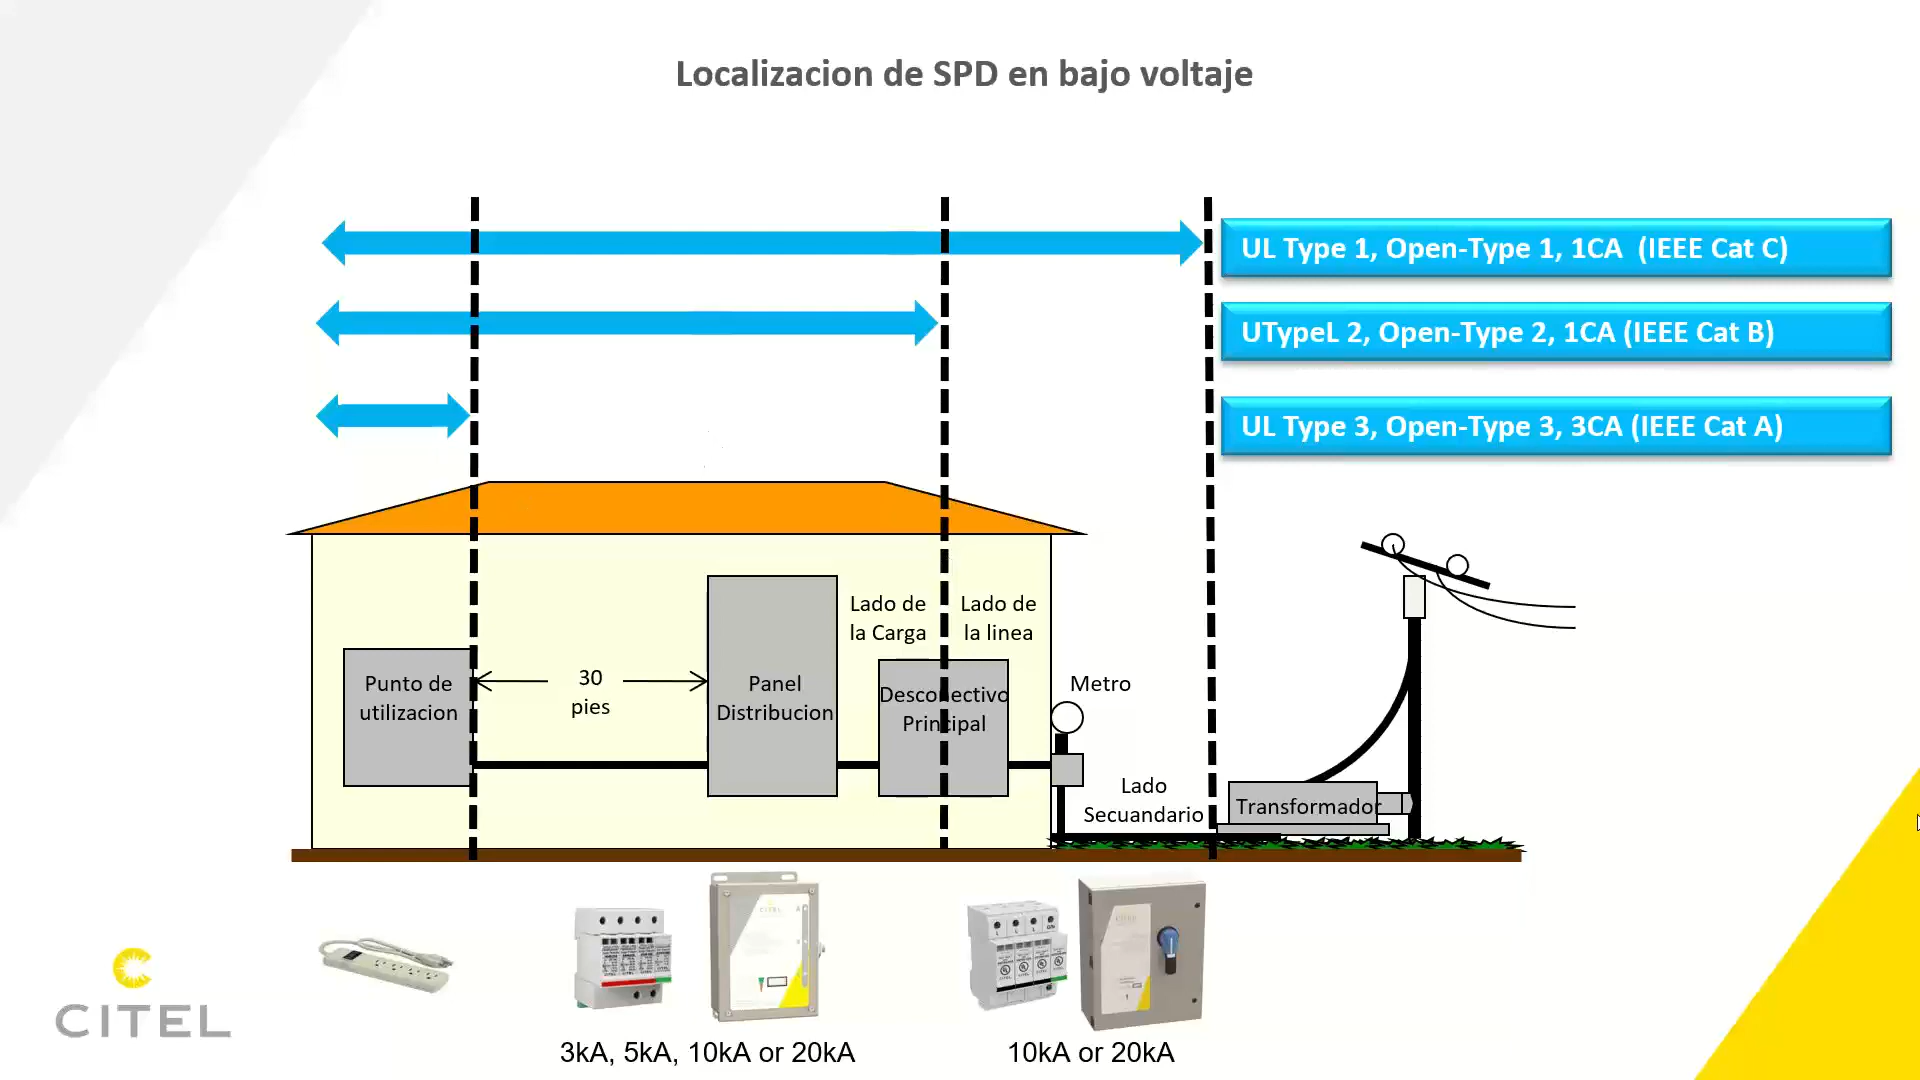 Localizacion de SPD en bajo voltaje
UL Type 1, Open-Type 1, 1CA  (IEEE Cat C)
UTypeL 2, Open-Type 2, 1CA (IEEE Cat B)
UL Type 3, Open-Type 3, 3CA (IEEE Cat A)
Lado de
la Carga
Lado de
la linea
Punto de
utilizacion
30
pies
Panel
Distribucion
Desconectivo
Principal
Metro
Lado
Secuandario
Transformador
CITEL
3kA, 5kA, 10kA or 20kA
10kA or 20kA